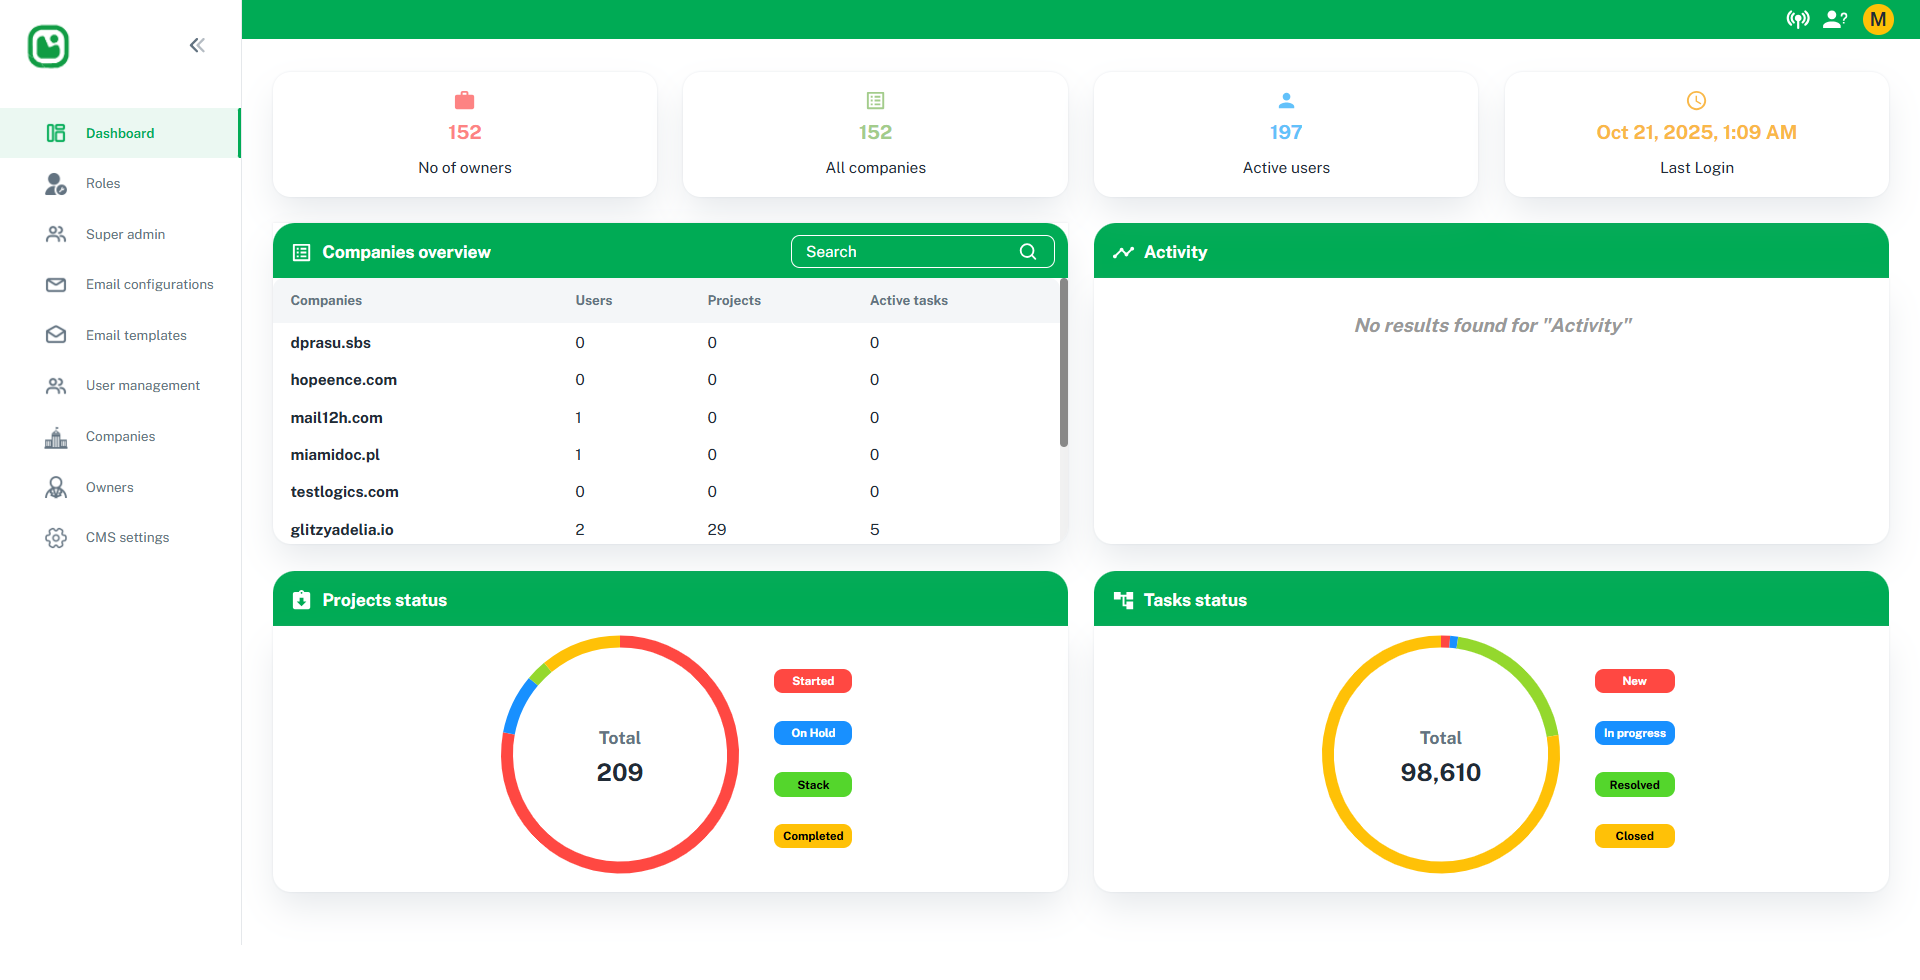 M
Dashboard
Roles
Super admin
Email configurations
Email templates
User management
Companies
Owners
CMS settings
152
No of owners
152
All companies
197
Active users
Oct 21, 2025, 1:09 AM
Last Login
Companies overview
Search
Companies Users Projects Active tasks
dprasu.sbs 0 0 0
hopeence.com 0 0 0
mail12h.com 1 0 0
miamidoc.pl 1 0 0
testlogics.com 0 0 0
glitzyadelia.io 2 29 5
Activity
No results found for "Activity"
Projects status
Total
209
Started
On Hold
Stack
Completed
Tasks status
Total
98,610
New
In progress
Resolved
Closed